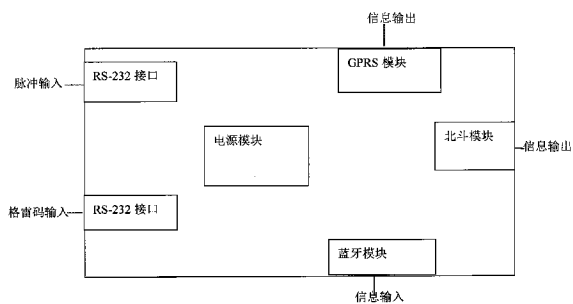 信息输出
RS-232 接口
GPRS 模块
脉冲输入
电源模块
北斗模块
信息输出
格雷码输入
RS-232 接口
蓝牙模块
信息输入